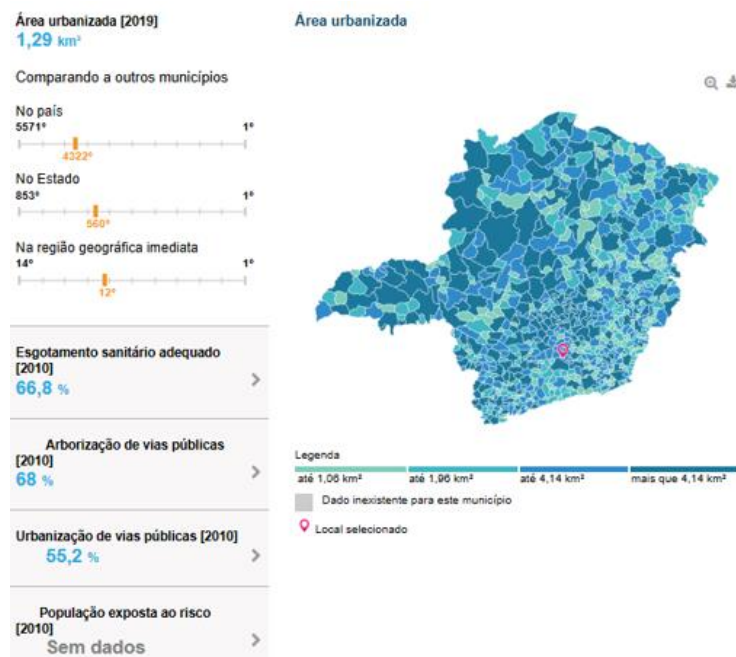 Área urbanizada [2019]
1,29 km²
Comparando a outros municípios
No país
5571º 1º
4322º
No Estado
853º 1º
560º
Na região geográfica imediata
14º 1º
12º
Esgotamento sanitário adequado
[2010]
66,8 %
Arborização de vias públicas
[2010]
68 %
Urbanização de vias públicas [2010]
55,2 %
População exposta ao risco
[2010]
Sem dados
Área urbanizada
Legenda
até 1,06 km² até 1,96 km² até 4,14 km² mais que 4,14 km²
Dado inexistente para este município
Local selecionado